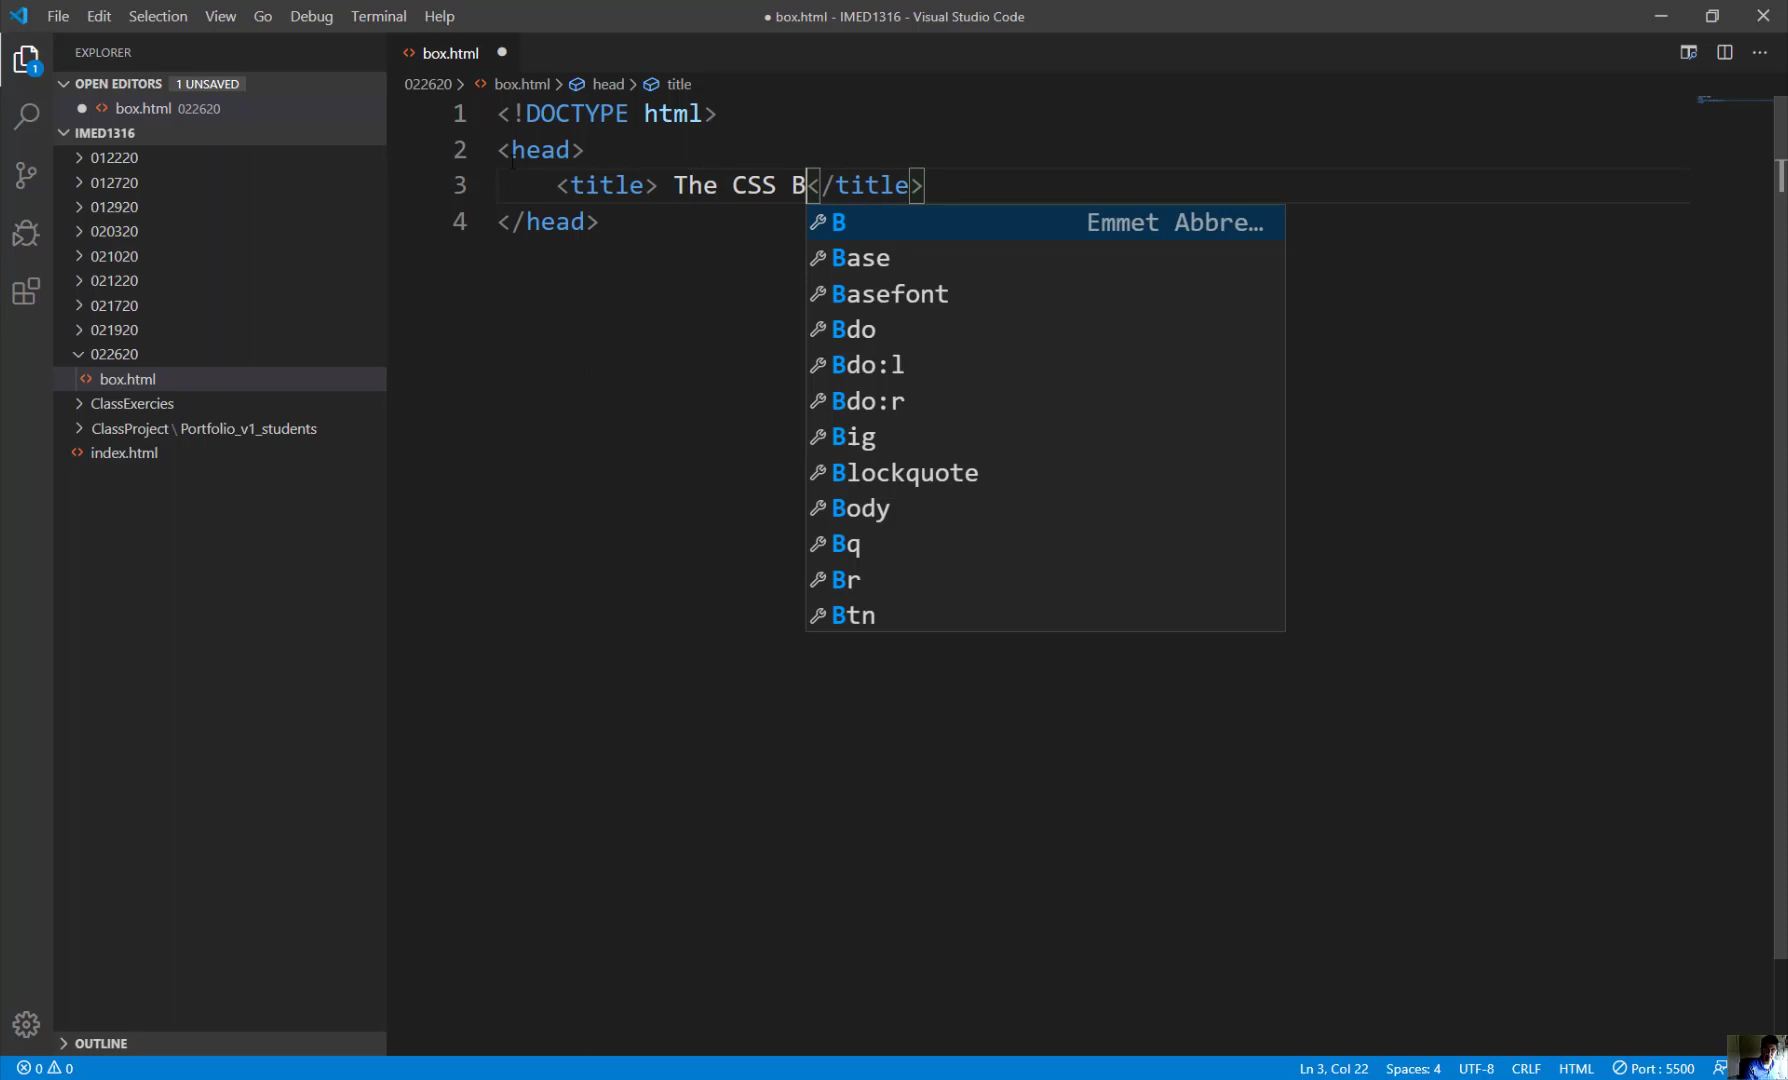 File Edit Selection View Go Debug Terminal Help
● box.html - IMED1316 - Visual Studio Code
EXPLORER
OPEN EDITORS 1 UNSAVED
box.html 022620
IMED1316
012220
012720
012920
020320
021020
021220
021720
021920
022620
box.html
ClassExercies
ClassProject \ Portfolio_v1_students
index.html
OUTLINE
1
box.html
022620 > box.html > head > title
1 <!DOCTYPE html>
2 <head>
3 <title> The CSS B</title>
4 </head>
B Emmet Abbre...
Base
Basefont
Bdo
Bdo:l
Bdo:r
Big
Blockquote
Body
Bq
Br
Btn
0 0
Ln 3, Col 22 Spaces: 4 UTF-8 CRLF HTML Port : 5500